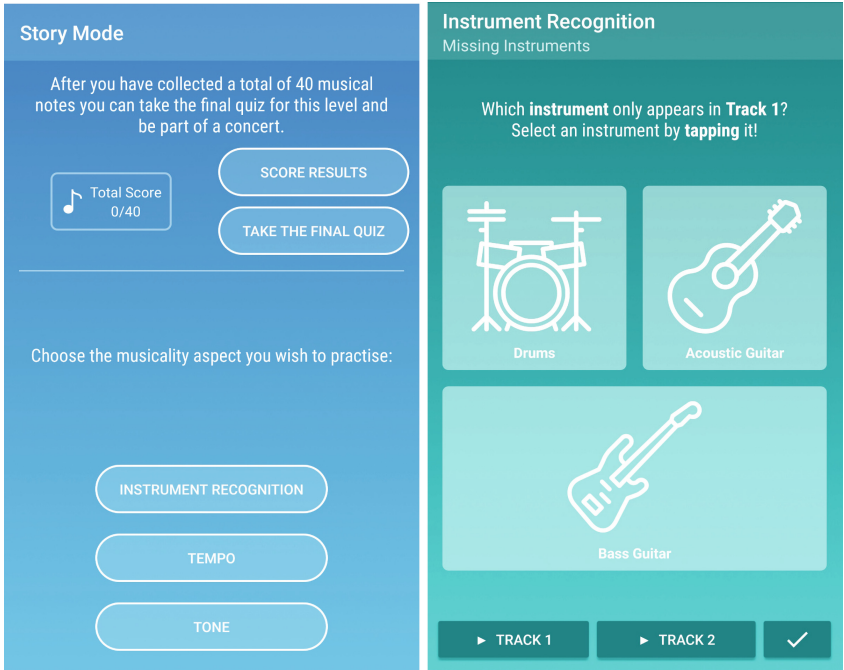 Story Mode
After you have collected a total of 40 musical
notes you can take the final quiz for this level and
be part of a concert.
Total Score
0/40
SCORE RESULTS
TAKE THE FINAL QUIZ
Choose the musicality aspect you wish to practise:
INSTRUMENT RECOGNITION
TEMPO
TONE
Instrument Recognition
Missing Instruments
Which instrument only appears in Track 1?
Select an instrument by tapping it!
Drums
Acoustic Guitar
Bass Guitar
TRACK 1
TRACK 2